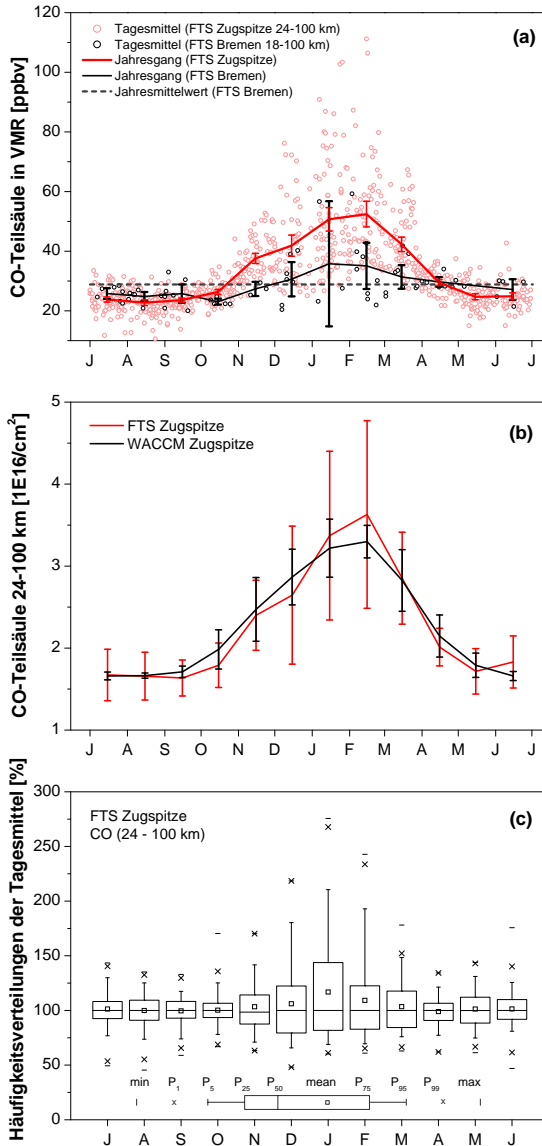 CO-Teilsäule in VMR [ppbv]
120
100
80
60
40
20
Tagesmittel (FTS Zugspitze 24-100 km)
Tagesmittel (FTS Bremen 18-100 km)
Jahresgang (FTS Zugspitze)
Jahresgang (FTS Bremen)
Jahresmittelwert (FTS Bremen)
(a)
J A S O N D J F M A M J J
CO-Teilsäule 24-100 km [1E16/cm²]
5
4
3
2
1
FTS Zugspitze
WACCM Zugspitze
(b)
J A S O N D J F M A M J J
Häufigkeitsverteilungen der Tagesmittel [%]
300
250
200
150
100
50
0
FTS Zugspitze
CO (24 - 100 km)
(c)
min P₁ P₅ P₂₅ P₅₀ mean P₇₅ P₉₅ P₉₉ max
J A S O N D J F M A M J